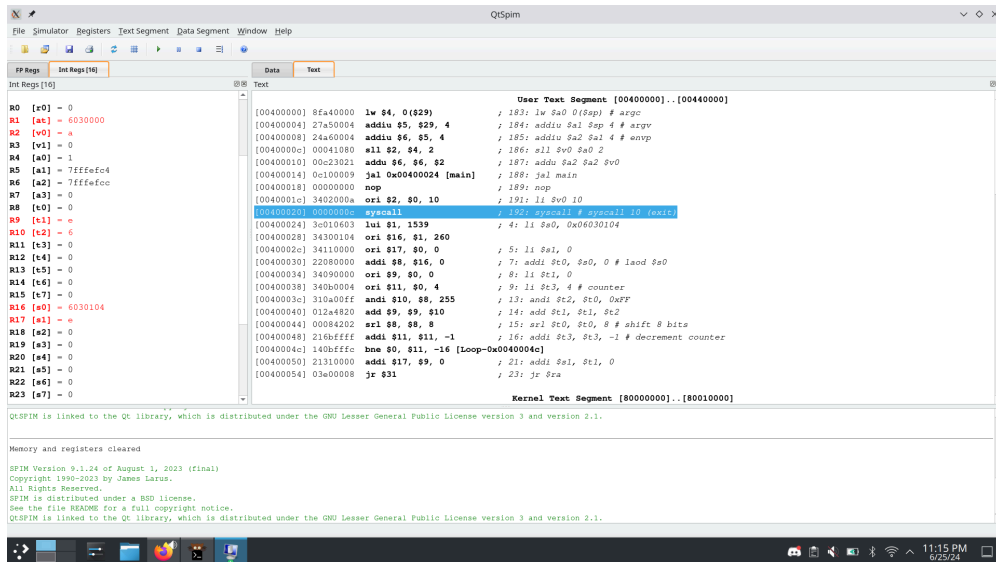 QtSpim
File Simulator Registers Text Segment Data Segment Window Help
FP Regs Int Regs [16]
Int Regs [16]
R0 [r0] = 0
R1 [at] = 6030000
R2 [v0] = a
R3 [v1] = 0
R4 [a0] = 1
R5 [a1] = 7fffefc4
R6 [a2] = 7fffefcc
R7 [a3] = 0
R8 [t0] = 0
R9 [t1] = e
R10 [t2] = 6
R11 [t3] = 0
R12 [t4] = 0
R13 [t5] = 0
R14 [t6] = 0
R15 [t7] = 0
R16 [s0] = 6030104
R17 [s1] = e
R18 [s2] = 0
R19 [s3] = 0
R20 [s4] = 0
R21 [s5] = 0
R22 [s6] = 0
R23 [s7] = 0
Data Text
Text
User Text Segment [00400000]..[00440000]
[00400000] 8fa40000 lw $4, 0($29) ; 183: lw $a0 0($sp) # argc
[00400004] 27a50004 addiu $5, $29, 4 ; 184: addiu $a1 $sp 4 # argv
[00400008] 24a60004 addiu $6, $5, 4 ; 185: addiu $a2 $a1 4 # envp
[0040000c] 00041080 sll $2, $4, 2 ; 186: sll $v0 $a0 2
[00400010] 00c23021 addu $6, $6, $2 ; 187: addu $a2 $a2 $v0
[00400014] 0c100009 jal 0x00400024 [main] ; 188: jal main
[00400018] 00000000 nop ; 189: nop
[0040001c] 3402000a ori $2, $0, 10 ; 191: li $v0 10
[00400020] 0000000c syscall ; 192: syscall # syscall 10 (exit)
[00400024] 3c010603 lui $1, 1539 ; 4: li $s0, 0x06030104
[00400028] 34300104 ori $16, $1, 260
[0040002c] 34110000 ori $17, $0, 0 ; 5: li $s1, 0
[00400030] 22080000 addi $8, $16, 0 ; 7: addi $t0, $s0, 0 # laod $s0
[00400034] 34090000 ori $9, $0, 0 ; 8: li $t1, 0
[00400038] 340b0004 ori $11, $0, 4 ; 9: li $t3, 4 # counter
[0040003c] 310a00ff andi $10, $8, 255 ; 13: andi $t2, $t0, 0xFF
[00400040] 012a4820 add $9, $9, $10 ; 14: add $t1, $t1, $t2
[00400044] 00084202 srl $8, $8, 8 ; 15: srl $t0, $t0, 8 # shift 8 bits
[00400048] 216bffff addi $11, $11, -1 ; 16: addi $t3, $t3, -1 # decrement counter
[0040004c] 140bfffc bne $0, $11, -16 [Loop-0x0040004c]
[00400050] 21310000 addi $17, $9, 0 ; 21: addi $s1, $t1, 0
[00400054] 03e00008 jr $31 ; 23: jr $ra
Kernel Text Segment [80000000]..[80010000]
QtSPIM is linked to the Qt library, which is distributed under the GNU Lesser General Public License version 3 and version 2.1.
Memory and registers cleared
SPIM Version 9.1.24 of August 1, 2023 (final)
Copyright 1990-2023 by James Larus.
All Rights Reserved.
SPIM is distributed under a BSD license.
See the file README for a full copyright notice.
QtSPIM is linked to the Qt library, which is distributed under the GNU Lesser General Public License version 3 and version 2.1.
11:15 PM
6/25/24